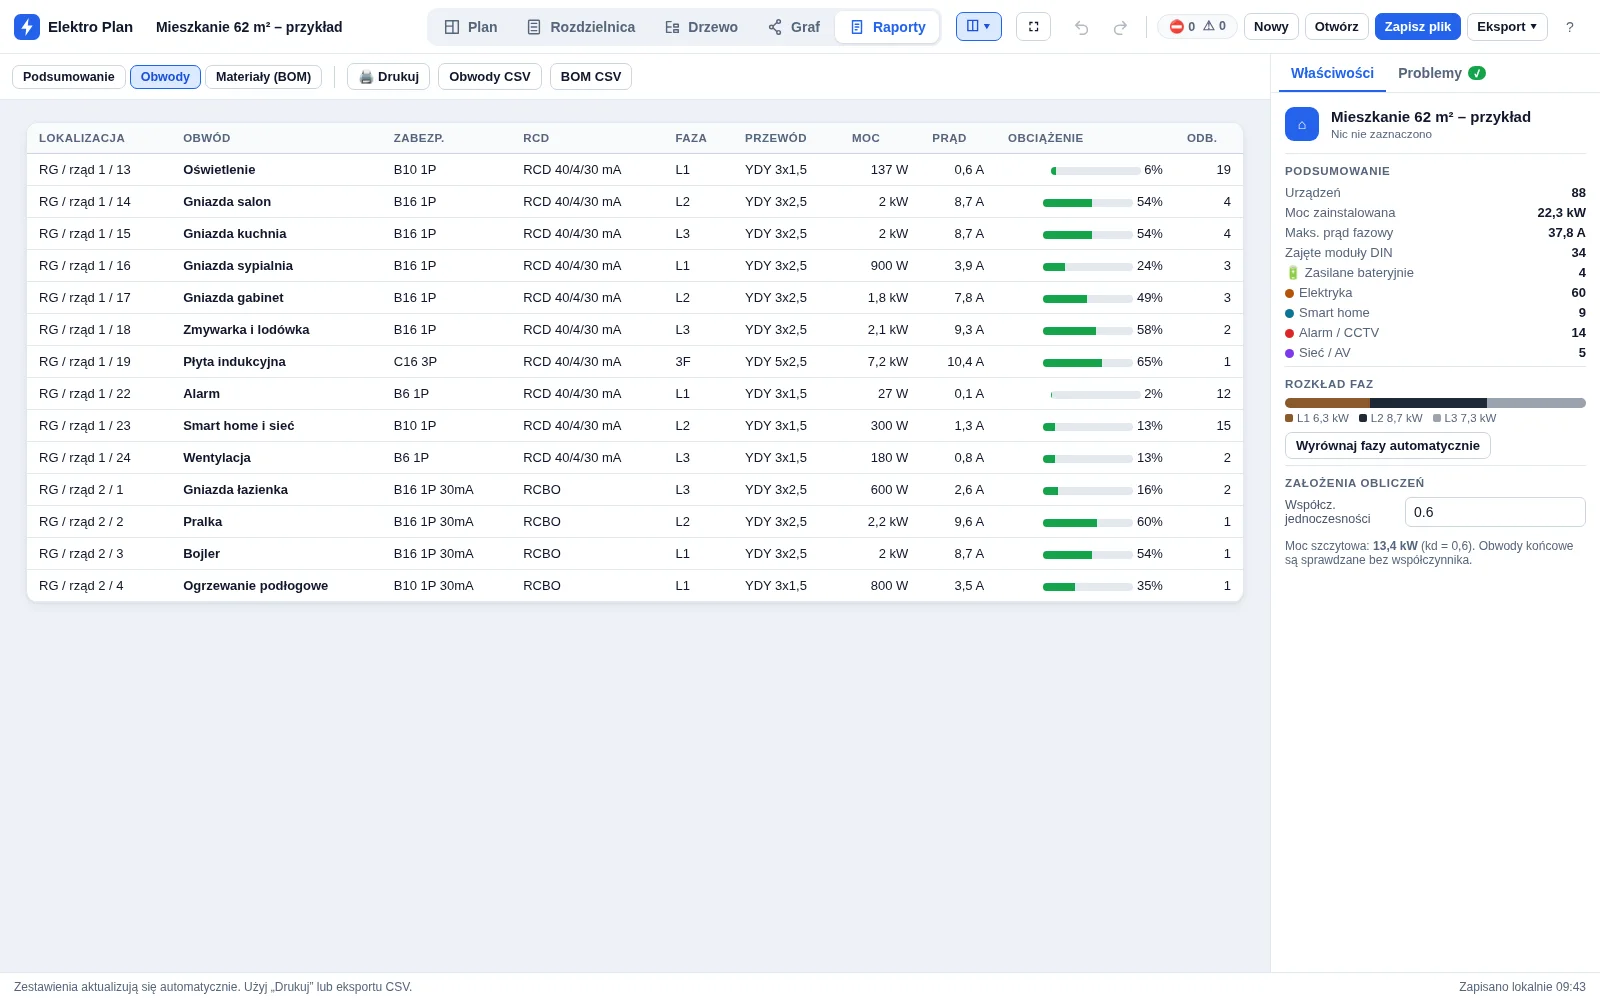 Elektro Plan
Mieszkanie 62 m² – przykład
Plan
Rozdzielnica
Drzewo
Graf
Raporty
0
0
Nowy
Otwórz
Zapisz plik
Eksport
?
Podsumowanie
Obwody
Materiały (BOM)
Drukuj
Obwody CSV
BOM CSV
LOKALIZACJA OBWÓD ZABEZP. RCD FAZA PRZEWÓD MOC PRĄD OBCIĄŻENIE ODB.
RG / rząd 1 / 13 Oświetlenie B10 1P RCD 40/4/30 mA L1 YDY 3x1,5 137 W 0,6 A 6% 19
RG / rząd 1 / 14 Gniazda salon B16 1P RCD 40/4/30 mA L2 YDY 3x2,5 2 kW 8,7 A 54% 4
RG / rząd 1 / 15 Gniazda kuchnia B16 1P RCD 40/4/30 mA L3 YDY 3x2,5 2 kW 8,7 A 54% 4
RG / rząd 1 / 16 Gniazda sypialnia B16 1P RCD 40/4/30 mA L1 YDY 3x2,5 900 W 3,9 A 24% 3
RG / rząd 1 / 17 Gniazda gabinet B16 1P RCD 40/4/30 mA L2 YDY 3x2,5 1,8 kW 7,8 A 49% 3
RG / rząd 1 / 18 Zmywarka i lodówka B16 1P RCD 40/4/30 mA L3 YDY 3x2,5 2,1 kW 9,3 A 58% 2
RG / rząd 1 / 19 Płyta indukcyjna C16 3P RCD 40/4/30 mA 3F YDY 5x2,5 7,2 kW 10,4 A 65% 1
RG / rząd 1 / 22 Alarm B6 1P RCD 40/4/30 mA L1 YDY 3x1,5 27 W 0,1 A 2% 12
RG / rząd 1 / 23 Smart home i sieć B10 1P RCD 40/4/30 mA L2 YDY 3x1,5 300 W 1,3 A 13% 15
RG / rząd 1 / 24 Wentylacja B6 1P RCD 40/4/30 mA L3 YDY 3x1,5 180 W 0,8 A 13% 2
RG / rząd 2 / 1 Gniazda łazienka B16 1P 30mA RCBO L3 YDY 3x2,5 600 W 2,6 A 16% 2
RG / rząd 2 / 2 Pralka B16 1P 30mA RCBO L2 YDY 3x2,5 2,2 kW 9,6 A 60% 1
RG / rząd 2 / 3 Bojler B16 1P 30mA RCBO L1 YDY 3x2,5 2 kW 8,7 A 54% 1
RG / rząd 2 / 4 Ogrzewanie podłogowe B10 1P 30mA RCBO L1 YDY 3x1,5 800 W 3,5 A 35% 1
Właściwości
Problemy
Mieszkanie 62 m² – przykład
Nic nie zaznaczono
PODSUMOWANIE
Urządzeń 88
Moc zainstalowana 22,3 kW
Maks. prąd fazowy 37,8 A
Zajęte moduły DIN 34
Zasilane bateryjnie 4
Elektryka 60
Smart home 9
Alarm / CCTV 14
Sieć / AV 5
ROZKŁAD FAZ
L1 6,3 kW L2 8,7 kW L3 7,3 kW
Wyrównaj fazy automatycznie
ZAŁOŻENIA OBLICZEŃ
Współcz.
jednoczesności
0.6
Moc szczytowa: 13,4 kW (kd = 0,6). Obwody końcowe
są sprawdzane bez współczynnika.
Zestawienia aktualizują się automatycznie. Użyj „Drukuj” lub eksportu CSV.
Zapisano lokalnie 09:43